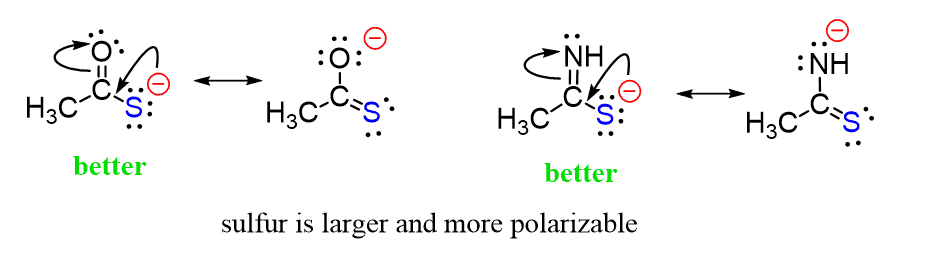 O O NH NH
C C C C
H3C S H3C S H3C S H3C S
better better
sulfur is larger and more polarizable